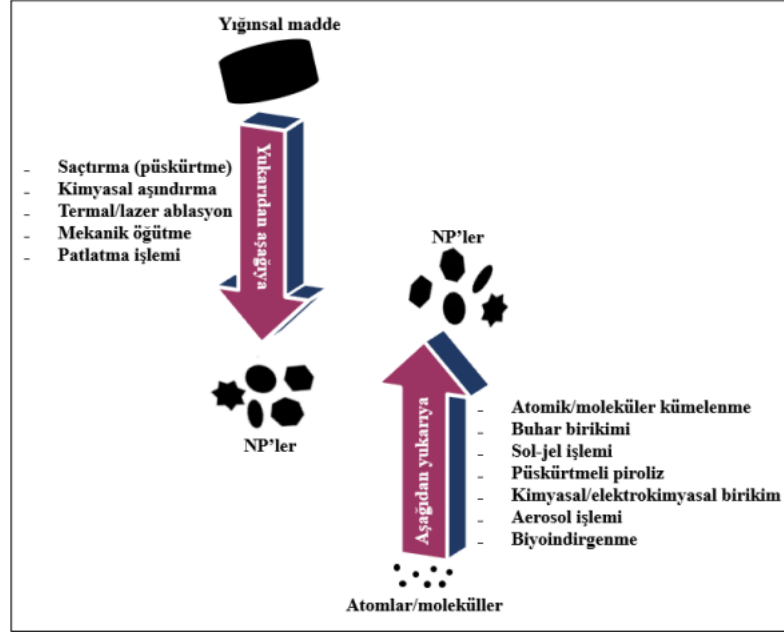 Yığınsal madde
Yukarıdan aşağıya
- Saçtırma (püskürtme)
- Kimyasal aşındırma
- Termal/lazer ablasyon
- Mekanik öğütme
- Patlatma işlemi
NP’ler
NP’ler
Aşağıdan yukarıya
- Atomik/moleküler kümelenme
- Buhar birikimi
- Sol-jel işlemi
- Püskürtmeli piroliz
- Kimyasal/elektrokimyasal birikim
- Aerosol işlemi
- Biyoindirgenme
Atomlar/moleküller